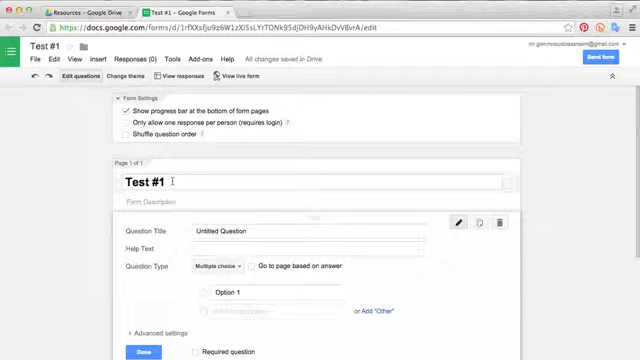 Resources – Google Drive
Test #1 – Google Forms
https://docs.google.com/forms/d/
/edit
Test #1
mr.gerrincloudclassroom@gmail.com
File Edit View Insert Responses (0) Tools Add-ons Help All changes saved in Drive
Send form
Edit questions Change theme View responses View live form
Form Settings
Show progress bar at the bottom of form pages
Only allow one response per person (requires login) ?
Shuffle question order ?
Page 1 of 1
Test #1
Form Description
Question Title Untitled Question
Help Text
Question Type Multiple choice Go to page based on answer
Option 1
or Add "Other"
Advanced settings
Done Required question